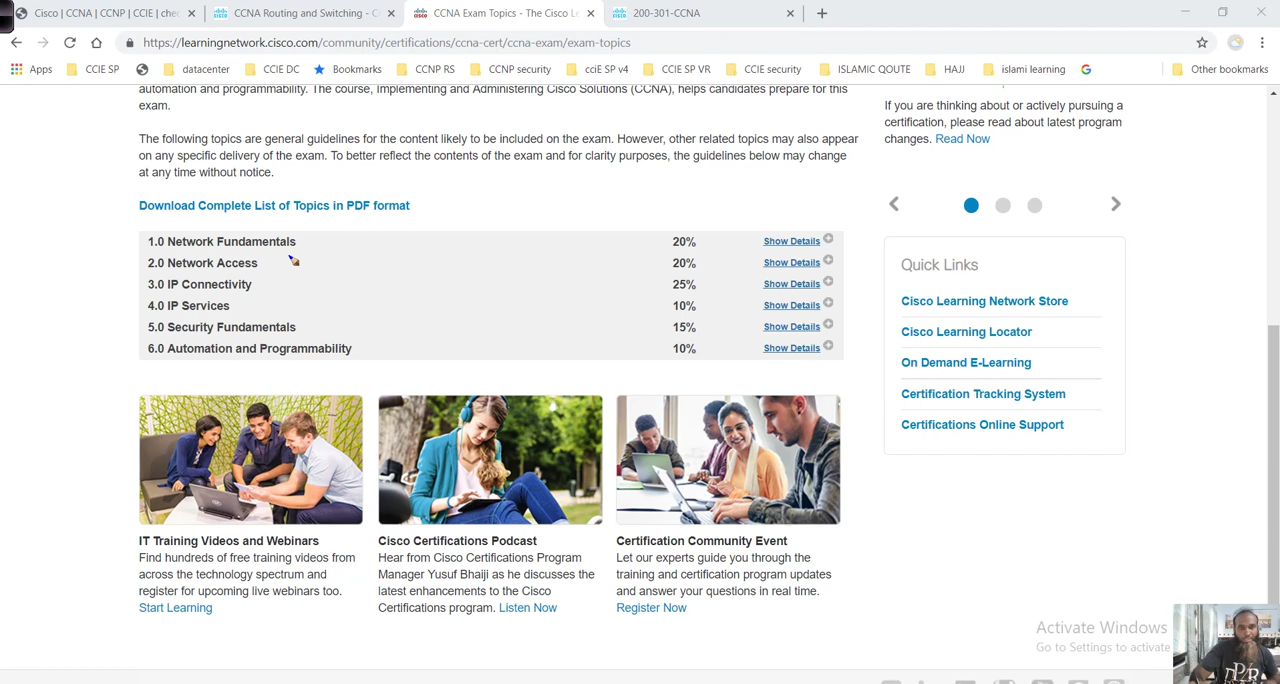 Cisco | CCNA | CCNP | CCIE | chec
CCNA Routing and Switching - C
CCNA Exam Topics - The Cisco Le
200-301-CCNA
https://learningnetwork.cisco.com/community/certifications/ccna-cert/ccna-exam/exam-topics
Apps CCIE SP datacenter CCIE DC Bookmarks CCNP RS CCNP security cciE SP v4 CCIE SP VR CCIE security ISLAMIC QOUTE HAJJ islami learning Other bookmarks
automation and programmability. The course, Implementing and Administering Cisco Solutions (CCNA), helps candidates prepare for this
exam.
The following topics are general guidelines for the content likely to be included on the exam. However, other related topics may also appear
on any specific delivery of the exam. To better reflect the contents of the exam and for clarity purposes, the guidelines below may change
at any time without notice.
Download Complete List of Topics in PDF format
1.0 Network Fundamentals 20% Show Details
2.0 Network Access 20% Show Details
3.0 IP Connectivity 25% Show Details
4.0 IP Services 10% Show Details
5.0 Security Fundamentals 15% Show Details
6.0 Automation and Programmability 10% Show Details
IT Training Videos and Webinars
Find hundreds of free training videos from
across the technology spectrum and
register for upcoming live webinars too.
Start Learning
Cisco Certifications Podcast
Hear from Cisco Certifications Program
Manager Yusuf Bhaiji as he discusses the
latest enhancements to the Cisco
Certifications program. Listen Now
Certification Community Event
Let our experts guide you through the
training and certification program updates
and answer your questions in real time.
Register Now
If you are thinking about or actively pursuing a
certification, please read about latest program
changes. Read Now
Quick Links
Cisco Learning Network Store
Cisco Learning Locator
On Demand E-Learning
Certification Tracking System
Certifications Online Support
Activate Windows
Go to Settings to activate